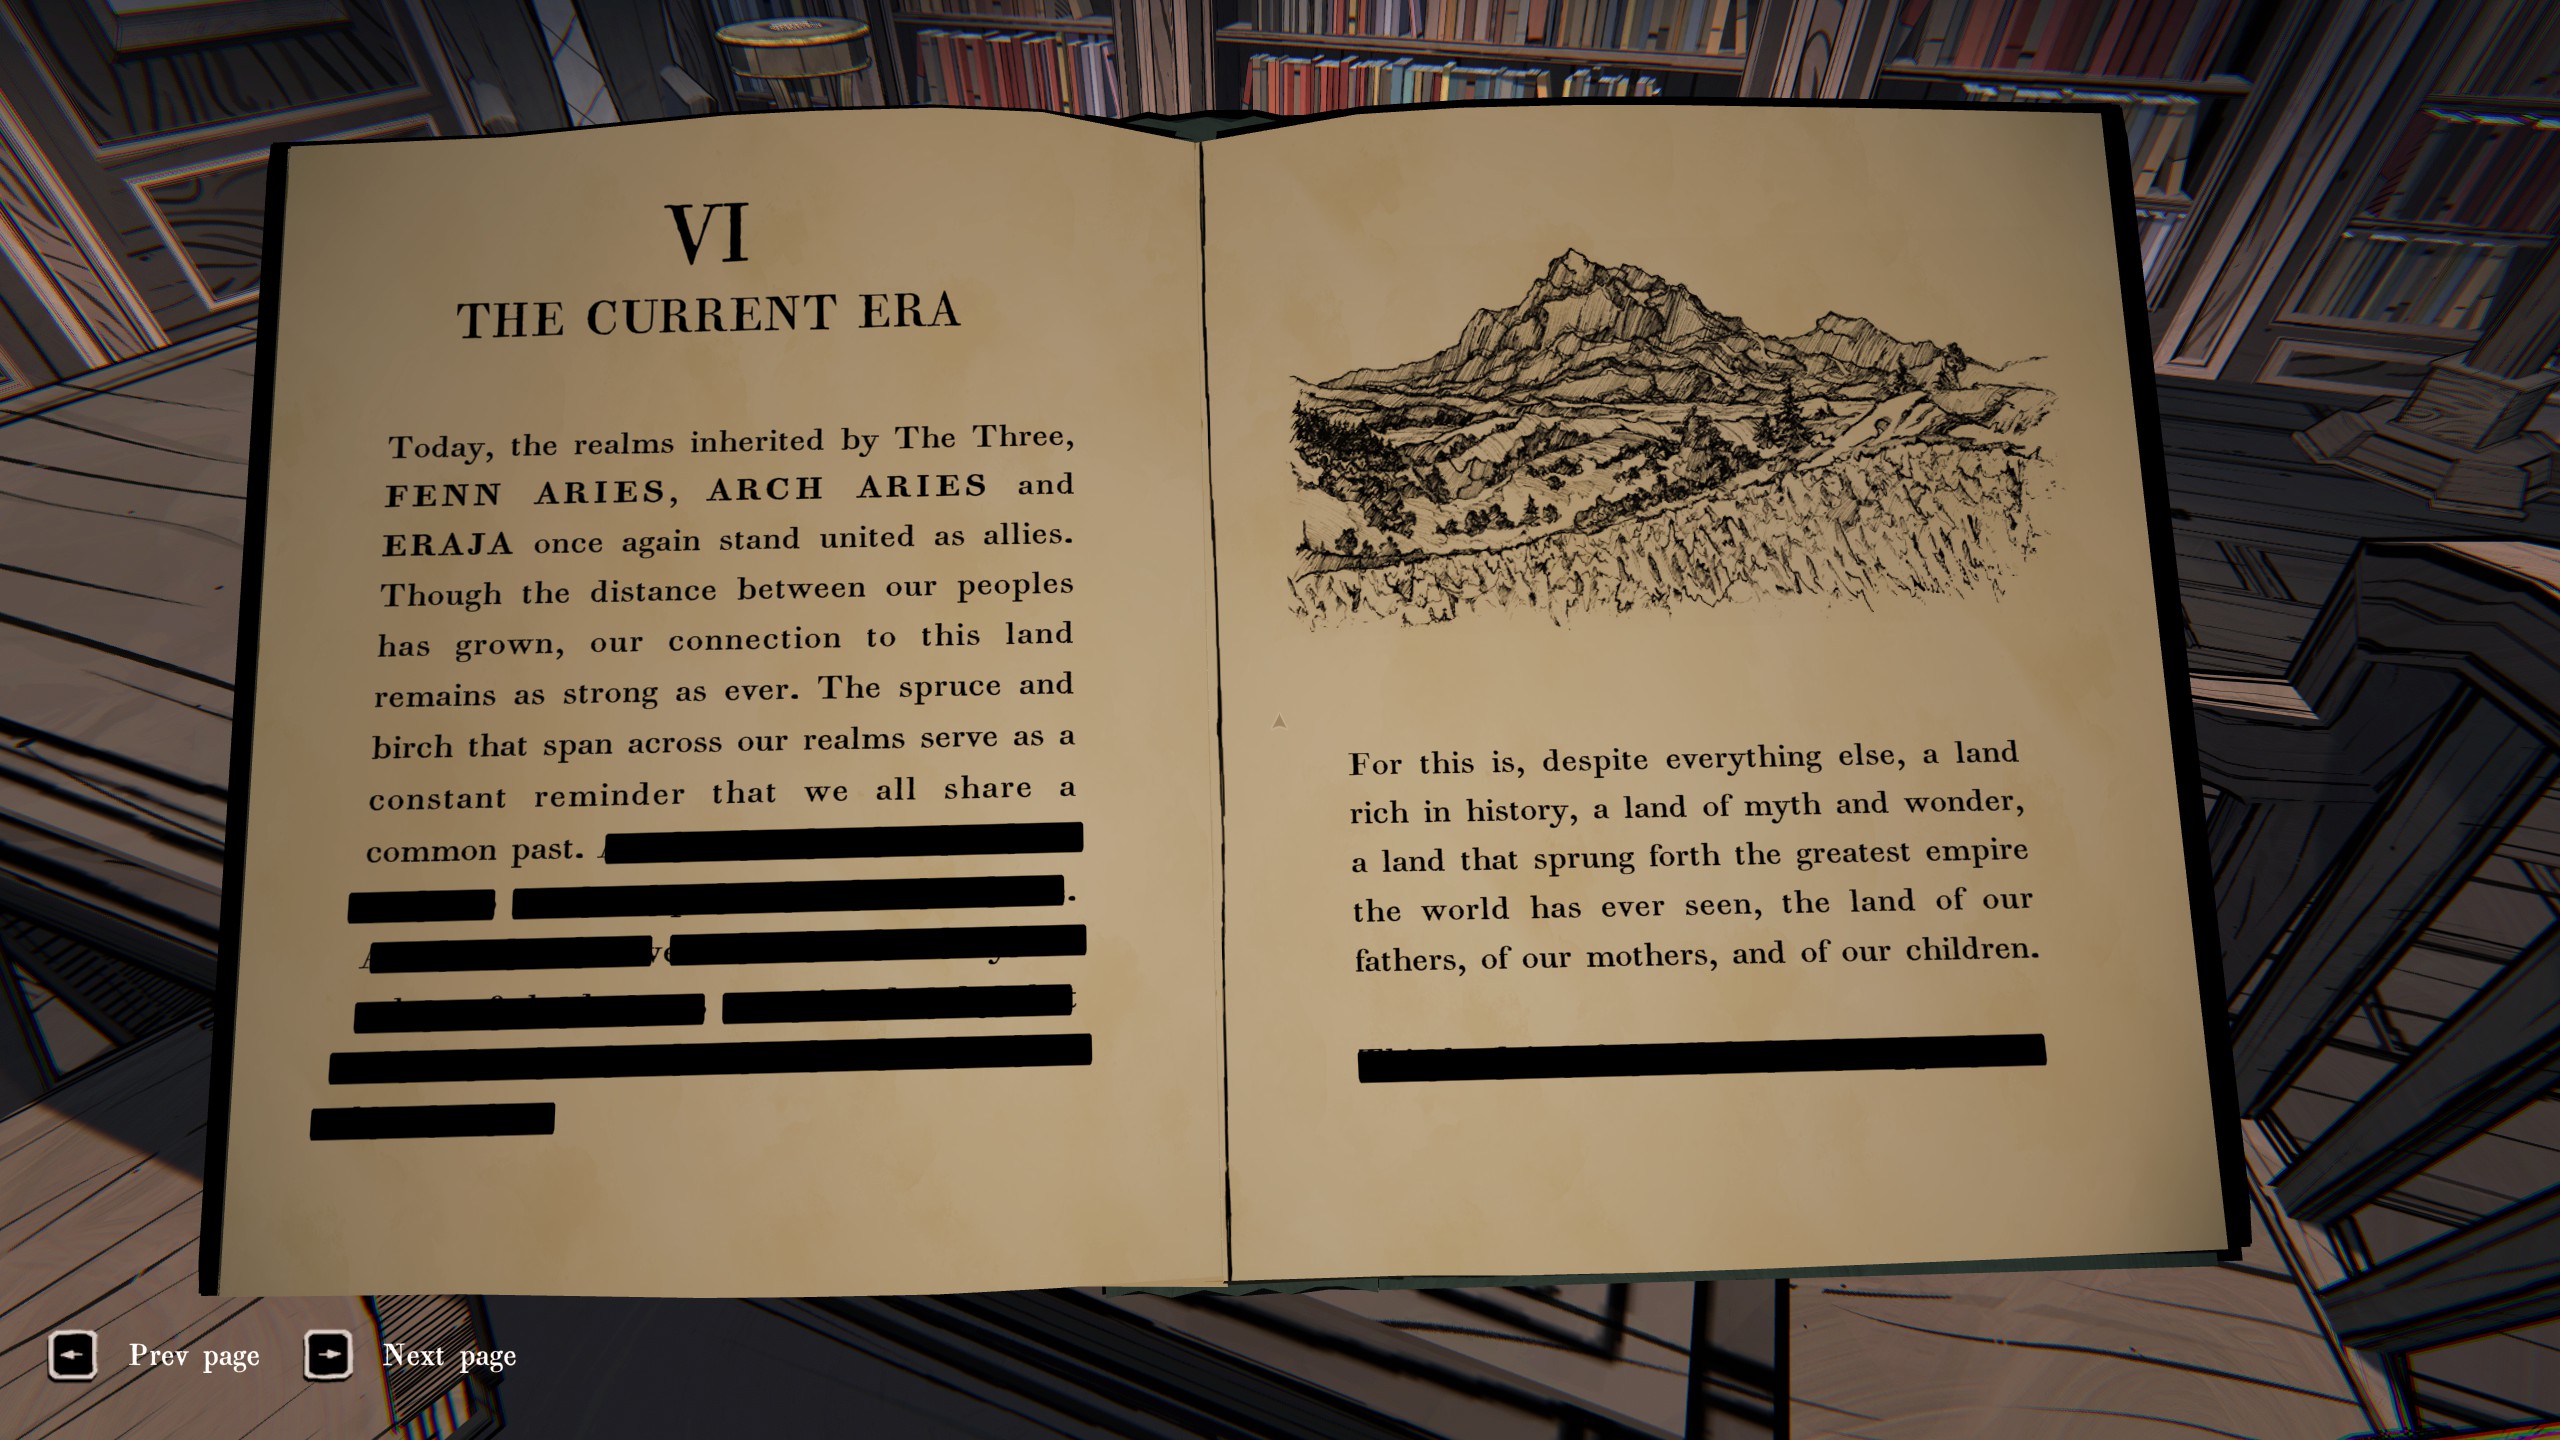 VI
THE CURRENT ERA
Today, the realms inherited by The Three,
FENN ARIES, ARCH ARIES and
ERAJA once again stand united as allies.
Though the distance between our peoples
has grown, our connection to this land
remains as strong as ever. The spruce and
birch that span across our realms serve as a
constant reminder that we all share a
common past.
For this is, despite everything else, a land
rich in history, a land of myth and wonder,
a land that sprung forth the greatest empire
the world has ever seen, the land of our
fathers, of our mothers, and of our children.
Prev page
Next page